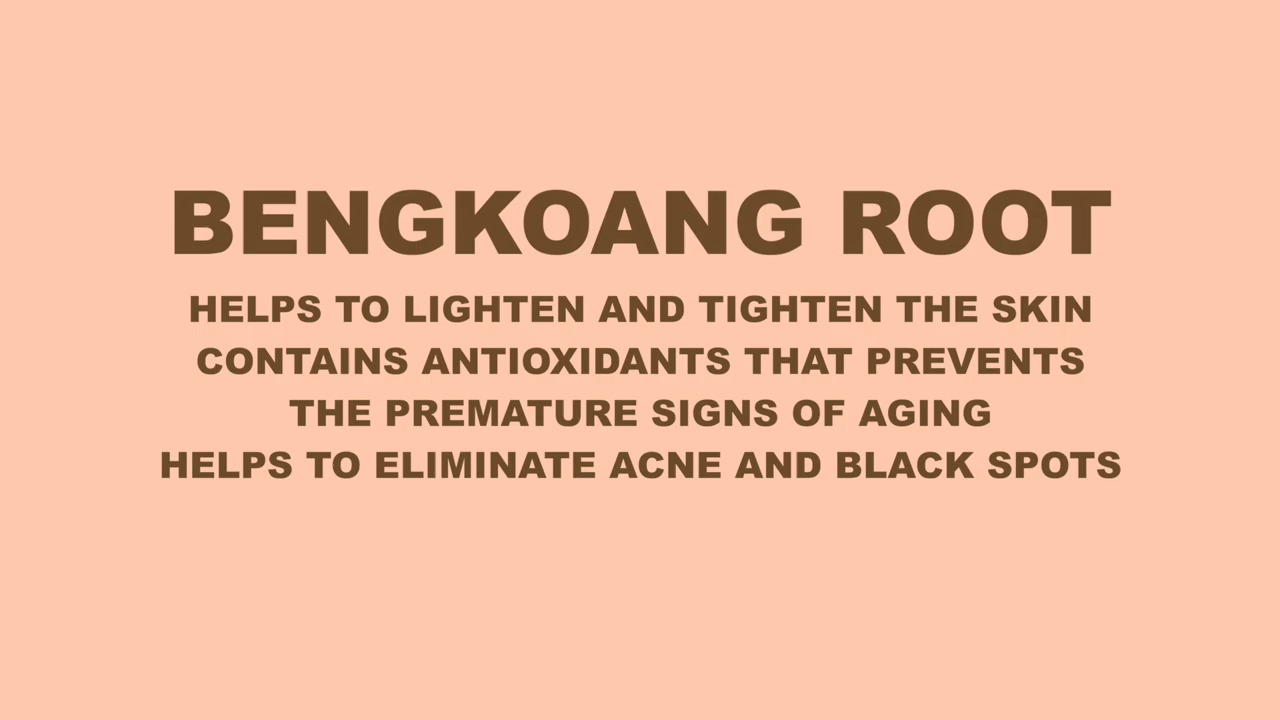 BENGKOANG ROOT
HELPS TO LIGHTEN AND TIGHTEN THE SKIN
CONTAINS ANTIOXIDANTS THAT PREVENTS
THE PREMATURE SIGNS OF AGING
HELPS TO ELIMINATE ACNE AND BLACK SPOTS